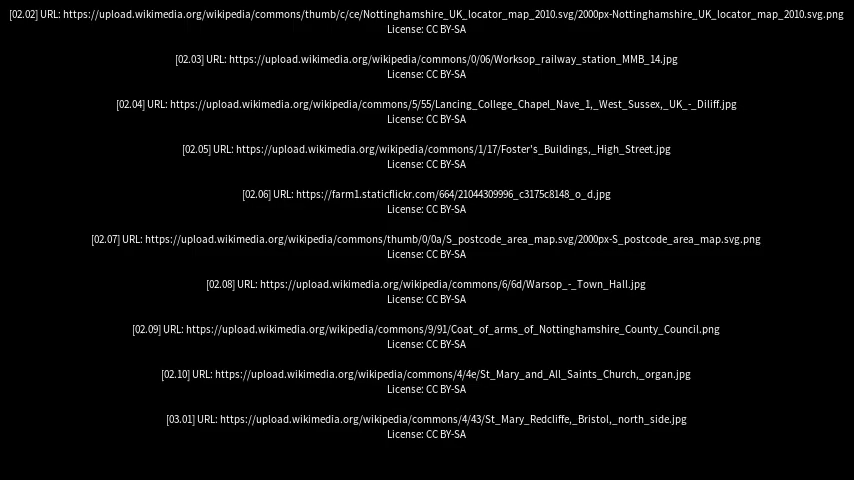 [02.02] URL: https://upload.wikimedia.org/wikipedia/commons/thumb/c/ce/Nottinghamshire_UK_locator_map_2010.svg/2000px-Nottinghamshire_UK_locator_map_2010.svg.png
License: CC BY-SA
[02.03] URL: https://upload.wikimedia.org/wikipedia/commons/0/06/Worksop_railway_station_MMB_14.jpg
License: CC BY-SA
[02.04] URL: https://upload.wikimedia.org/wikipedia/commons/5/55/Lancing_College_Chapel_Nave_1,_West_Sussex,_UK_-_Diliff.jpg
License: CC BY-SA
[02.05] URL: https://upload.wikimedia.org/wikipedia/commons/1/17/Foster's_Buildings,_High_Street.jpg
License: CC BY-SA
[02.06] URL: https://farm1.staticflickr.com/664/21044309996_c3175c8148_o_d.jpg
License: CC BY-SA
[02.07] URL: https://upload.wikimedia.org/wikipedia/commons/thumb/0/0a/S_postcode_area_map.svg/2000px-S_postcode_area_map.svg.png
License: CC BY-SA
[02.08] URL: https://upload.wikimedia.org/wikipedia/commons/6/6d/Warsop_-_Town_Hall.jpg
License: CC BY-SA
[02.09] URL: https://upload.wikimedia.org/wikipedia/commons/9/91/Coat_of_arms_of_Nottinghamshire_County_Council.png
License: CC BY-SA
[02.10] URL: https://upload.wikimedia.org/wikipedia/commons/4/4e/St_Mary_and_All_Saints_Church,_organ.jpg
License: CC BY-SA
[03.01] URL: https://upload.wikimedia.org/wikipedia/commons/4/43/St_Mary_Redcliffe,_Bristol,_north_side.jpg
License: CC BY-SA